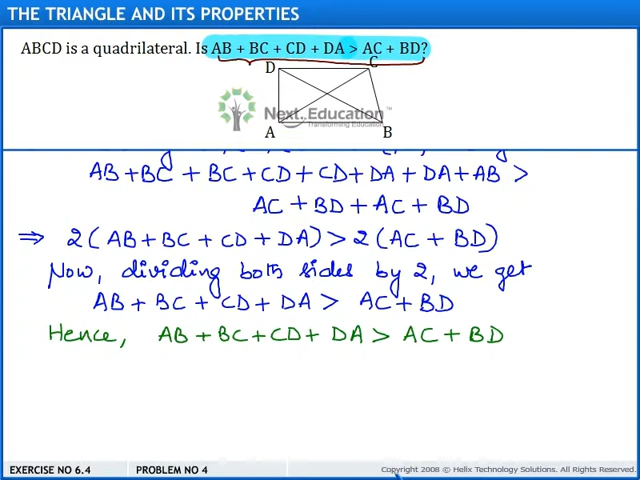 THE TRIANGLE AND ITS PROPERTIES
ABCD is a quadrilateral. Is AB + BC + CD + DA > AC + BD?
D C
Next Education™
Transforming Education
A B
AB + BC + BC + CD + CD + DA + DA + AB >
AC + BD + AC + BD
⇒ 2 (AB + BC + CD + DA) > 2 (AC + BD)
Now, dividing both sides by 2, we get
AB + BC + CD + DA > AC + BD
Hence, AB + BC + CD + DA > AC + BD
EXERCISE NO 6.4 PROBLEM NO 4 Copyright 2008 © Helix Technology Solutions. All Rights Reserved.